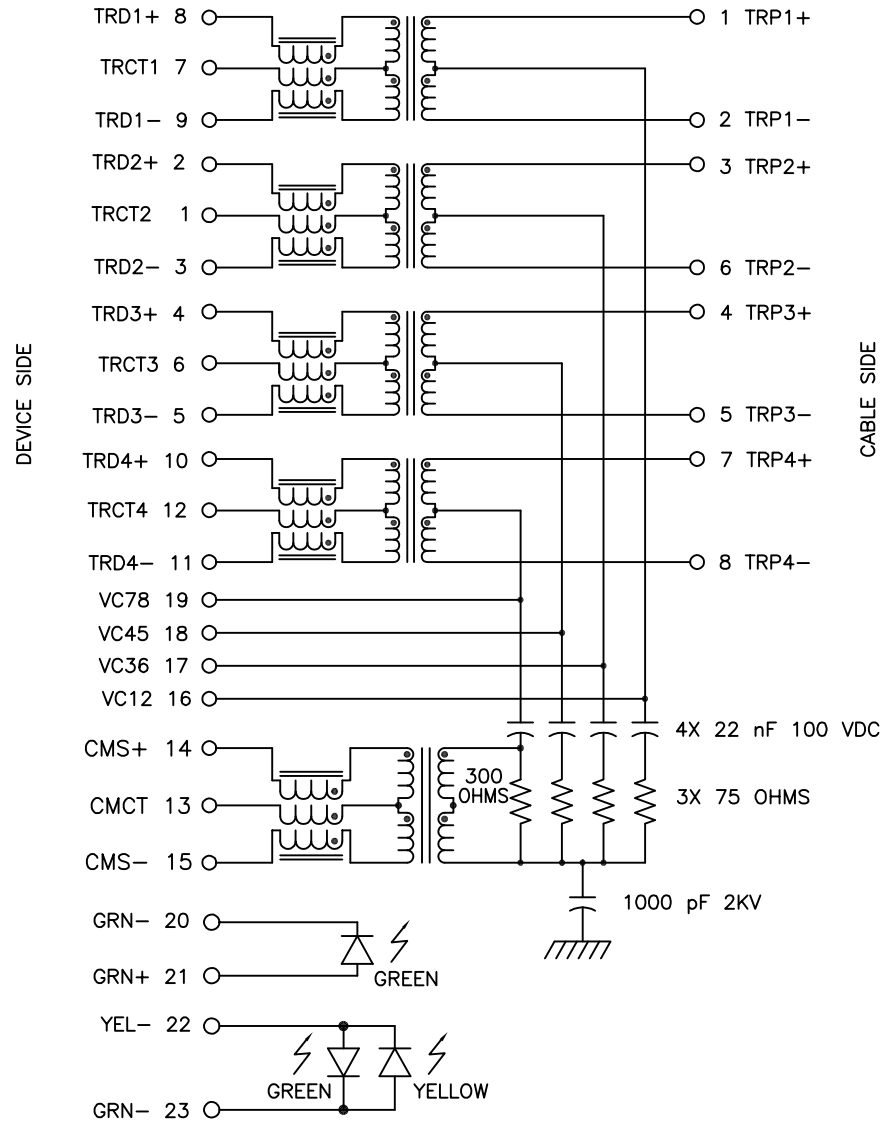 TRD1+ 8
1 TRP1+
TRCT1 7
TRD1- 9
2 TRP1-
TRD2+ 2
3 TRP2+
TRCT2 1
TRD2- 3
6 TRP2-
TRD3+ 4
4 TRP3+
TRCT3 6
TRD3- 5
5 TRP3-
DEVICE SIDE
CABLE SIDE
TRD4+ 10
7 TRP4+
TRCT4 12
TRD4- 11
8 TRP4-
VC78 19
VC45 18
VC36 17
VC12 16
4X 22 nF 100 VDC
CMS+ 14
300
OHMS
3X 75 OHMS
CMCT 13
CMS- 15
1000 pF 2KV
GRN- 20
GRN+ 21
GREEN
YEL- 22
GREEN
YELLOW
GRN- 23